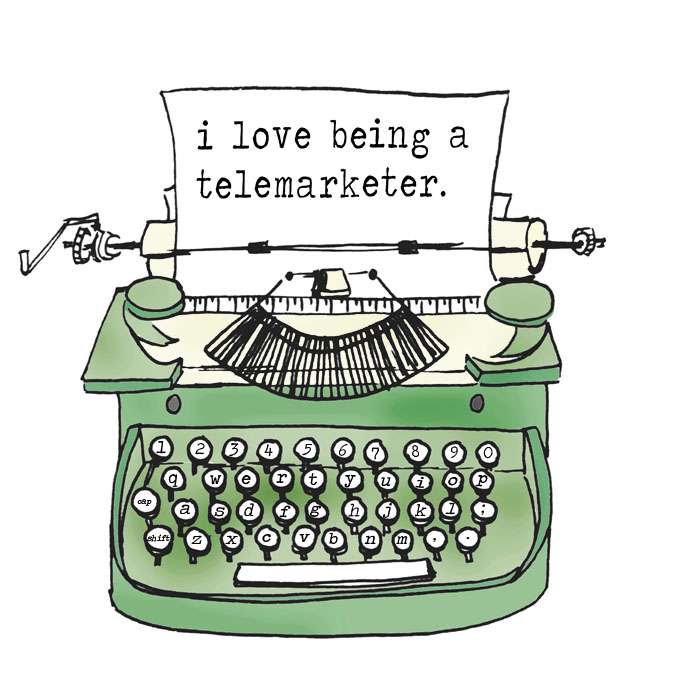 i love being a
telemarketer.
1 2 3 4 5 6 7 8 9 0
q w e r t y u i o p
cap a s d f g h j k l ;
shift z x c v b n m , .